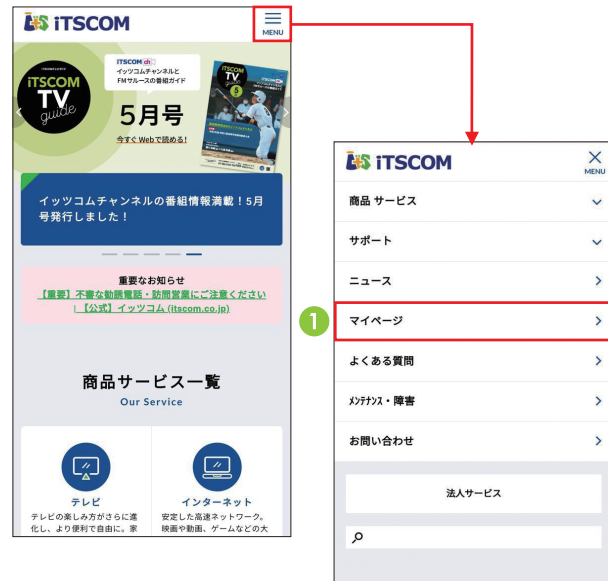 iTSCOM
MENU
iTSCOM
TV
guide
ITSCOM ch
イッツコムチャンネルと
FMサルースの番組ガイド
5月号
今すぐWebで読める!
ITSCOM
TV
guide
5
イッツコムチャンネルの番組情報満載!5月
号発行しました!
重要なお知らせ
【重要】不審な勧誘電話・訪問営業にご注意ください
|【公式】イッツコム (itscom.co.jp)
商品サービス一覧
Our Service
テレビ
テレビの楽しみ方がさらに進
化し、より便利で自由に。家
インターネット
安定した高速ネットワーク。
映画や動画、ゲームなどの大
iTSCOM
MENU
商品 サービス
サポート
ニュース
1
マイページ
よくある質問
ﾒﾝﾃﾅﾝｽ・障害
お問い合わせ
法人サービス